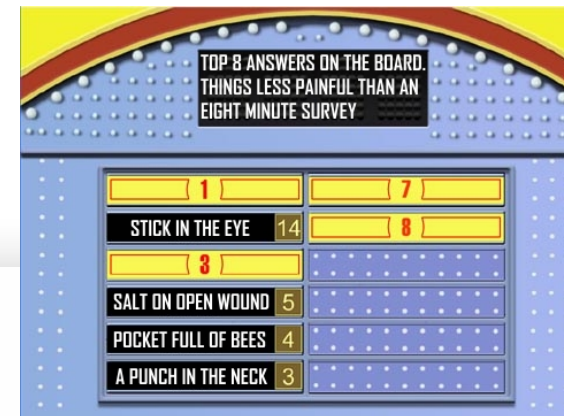 TOP 8 ANSWERS ON THE BOARD.
THINGS LESS PAINFUL THAN AN
EIGHT MINUTE SURVEY
1
STICK IN THE EYE 14
3
SALT ON OPEN WOUND 5
POCKET FULL OF BEES 4
A PUNCH IN THE NECK 3
7
8